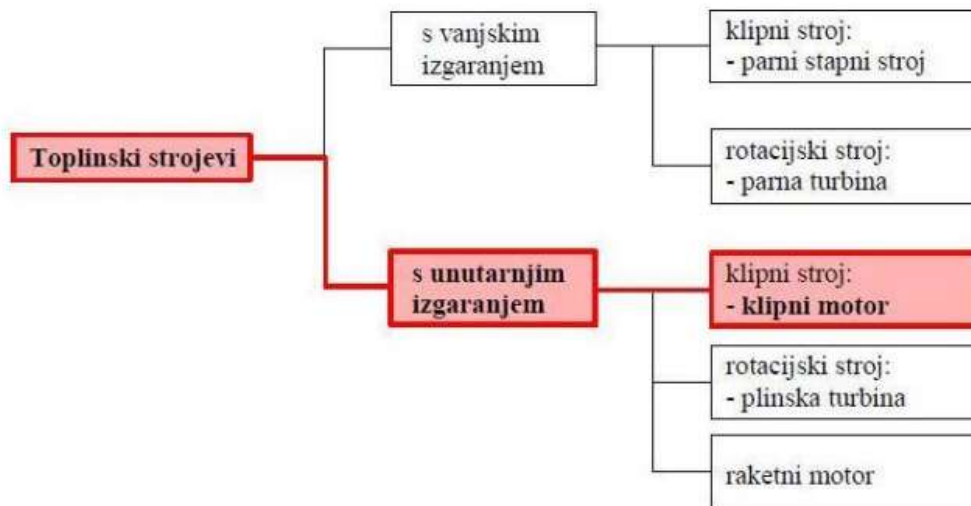 Toplinski strojevi
s vanjskim
izgaranjem
klipni stroj:
- parni stapni stroj
rotacijski stroj:
- parna turbina
s unutarnjim
izgaranjem
klipni stroj:
- klipni motor
rotacijski stroj:
- plinska turbina
raketni motor